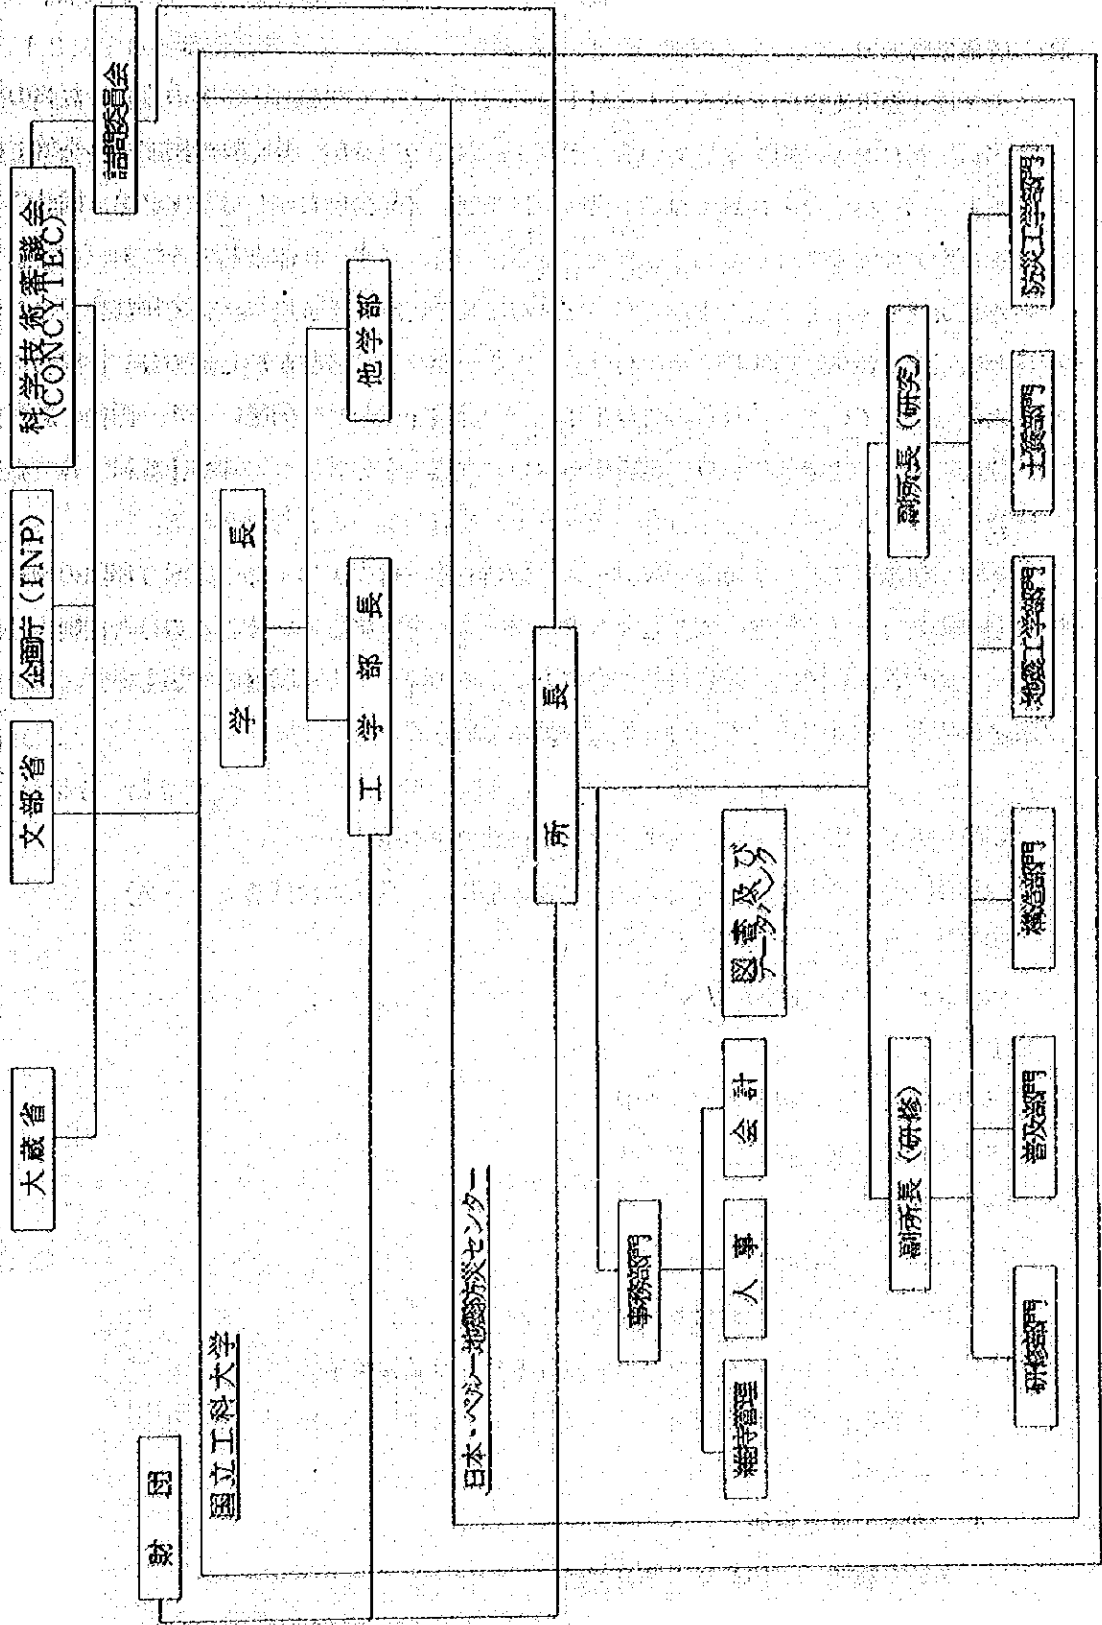 大蔵省
文部省
企画庁(INP)
科学技術審議会
(CONCYTEC)
諮問委員会
財団
国立工科大学
学長
工学部長
他学部
日本・ペルー地震防災センター
所長
事務部門
維持管理
人事
会計
図書及び
データバンク
副所長(研修)
副所長(研究)
研修部門
普及部門
構造部門
地震工学部門
土質部門
防災工学部門